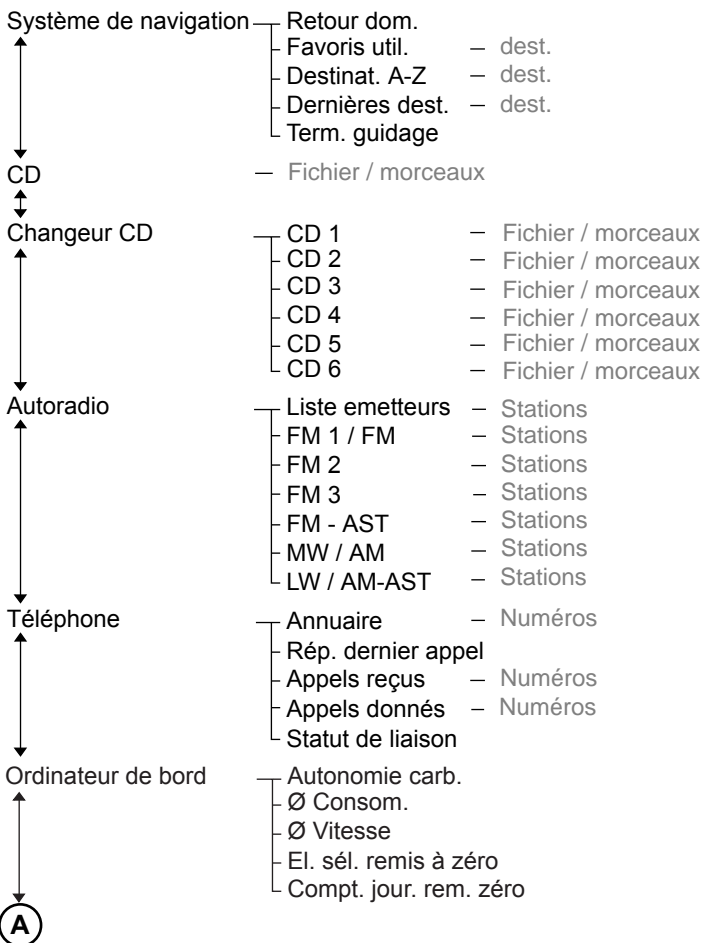 Système de navigation Retour dom.
Favoris util. – dest.
Destinat. A-Z – dest.
Dernières dest. – dest.
Term. guidage
CD – Fichier / morceaux
Changeur CD CD 1 – Fichier / morceaux
CD 2 – Fichier / morceaux
CD 3 – Fichier / morceaux
CD 4 – Fichier / morceaux
CD 5 – Fichier / morceaux
CD 6 – Fichier / morceaux
Autoradio Liste emetteurs – Stations
FM 1 / FM – Stations
FM 2 – Stations
FM 3 – Stations
FM - AST – Stations
MW / AM – Stations
LW / AM-AST – Stations
Téléphone Annuaire – Numéros
Rép. dernier appel
Appels reçus – Numéros
Appels donnés – Numéros
Statut de liaison
Ordinateur de bord Autonomie carb.
Ø Consom.
Ø Vitesse
El. sél. remis à zéro
Compt. jour. rem. zéro
A